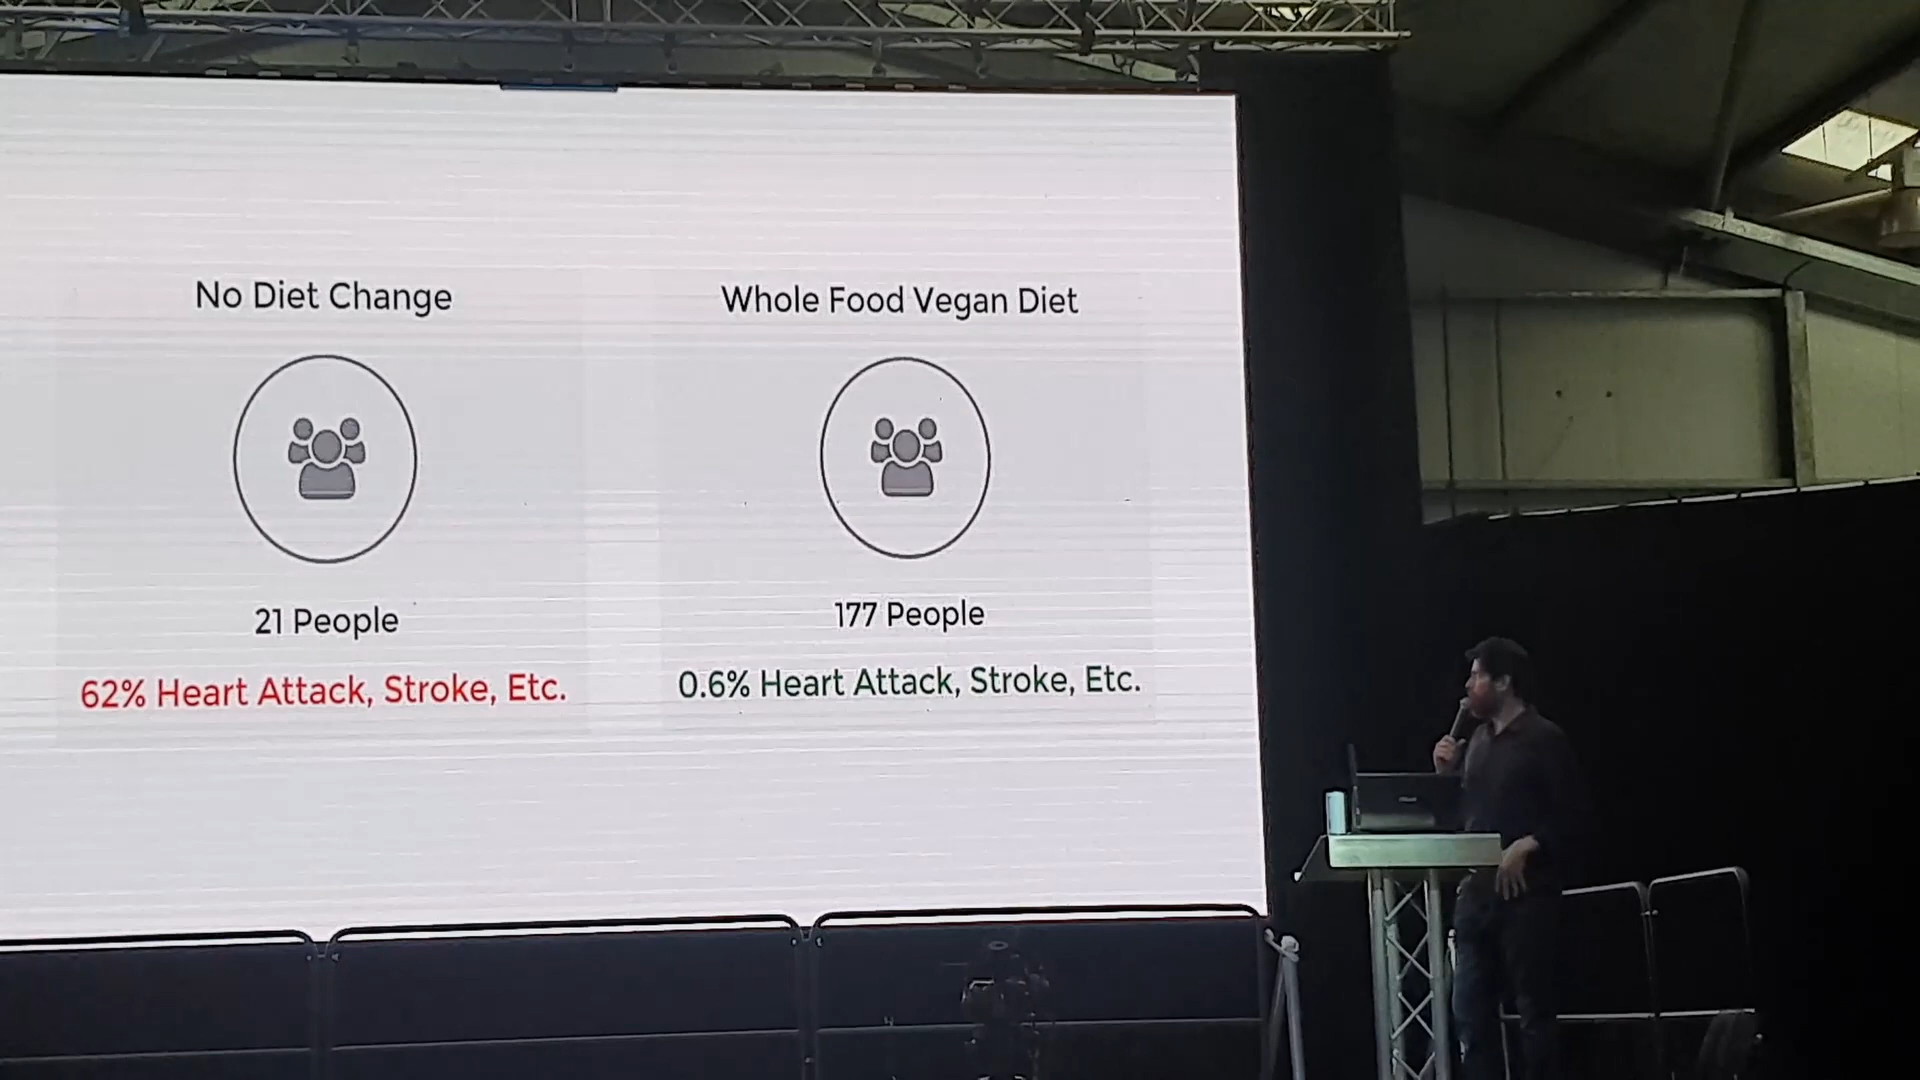 No Diet Change
21 People
62% Heart Attack, Stroke, Etc.
Whole Food Vegan Diet
177 People
0.6% Heart Attack, Stroke, Etc.